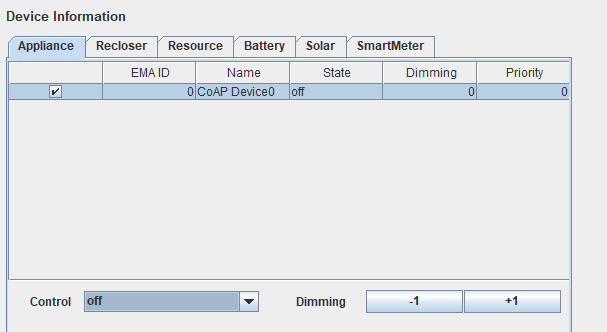 Device Information
Appliance Recloser Resource Battery Solar SmartMeter
EMA ID Name State Dimming Priority
0 CoAP Device0 off 0 0
Control off Dimming -1 +1